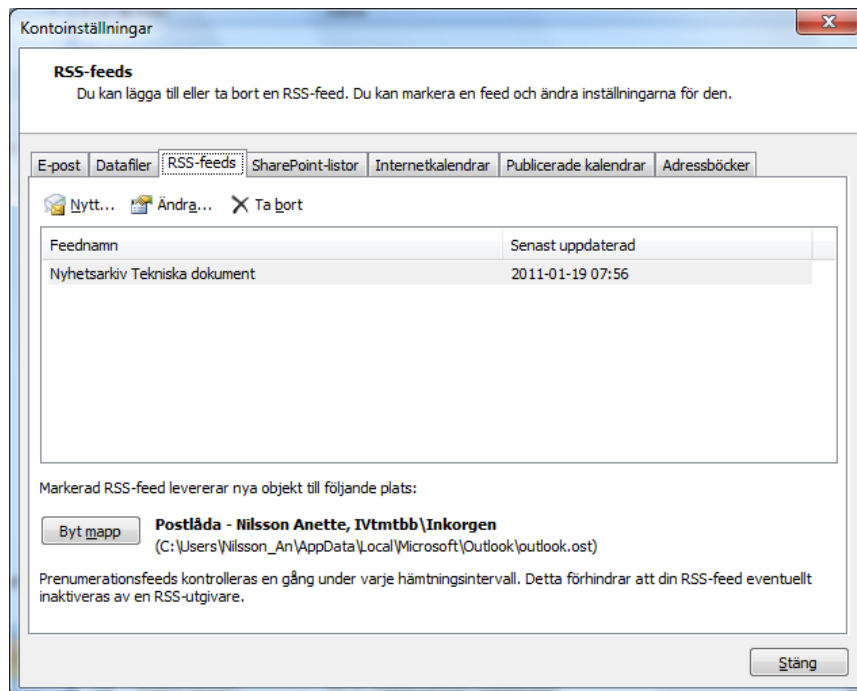 Kontoinställningar
RSS-feeds
Du kan lägga till eller ta bort en RSS-feed. Du kan markera en feed och ändra inställningarna för den.
E-post Datafiler RSS-feeds SharePoint-listor Internetkalendrar Publicerade kalendrar Adressböcker
Nytt... Ändra... Ta bort
Feednamn Senast uppdaterad
Nyhetsarkiv Tekniska dokument 2011-01-19 07:56
Markerad RSS-feed levererar nya objekt till följande plats:
Byt mapp Postlåda - Nilsson Anette, IVtmtbb\Inkorgen
(C:\Users\Nilsson_An\AppData\Local\Microsoft\Outlook\outlook.ost)
Prenumerationsfeeds kontrolleras en gång under varje hämtningsintervall. Detta förhindrar att din RSS-feed eventuellt
inaktiveras av en RSS-utgivare.
Stäng